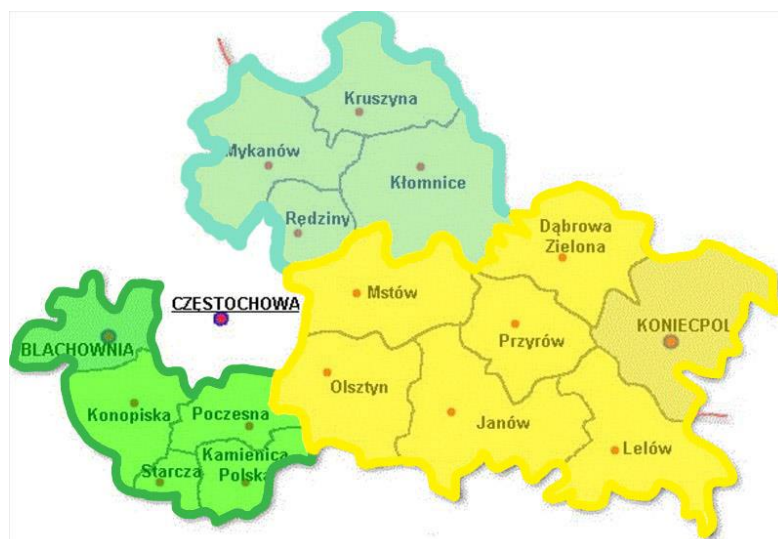 Kruszyna
Mykanów
Kłomnice
Rędziny
Dąbrowa
Zielona
Mstów
CZĘSTOCHOWA
Przyrów
KONIECPOL
BLACHOWNIA
Olsztyn
Konopiska
Poczesna
Janów
Lelów
Kamienica
Polska
Starcza